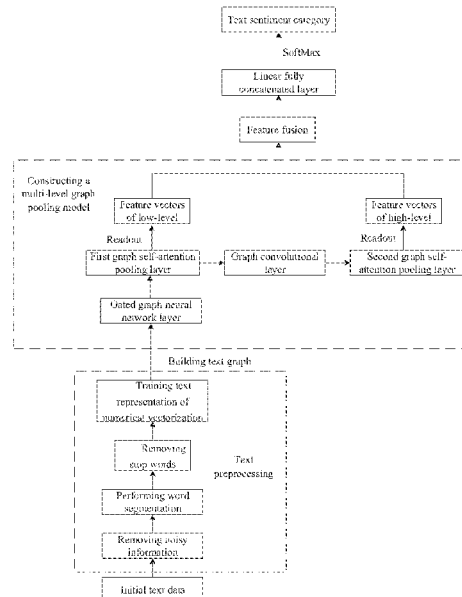 Text sentiment category
SoftMax
Linear fully
concatenated layer
Feature fusion
Constructing a
multi-level graph
pooling model
Feature vectors
of low-level
Feature vectors
of high-level
Readout
Readout
First graph self-attention
pooling layer
Graph convolutional
layer
Second graph self-
attention pooling layer
Gated graph neural
network layer
Building text graph
Training text
representation of
numerical vectorization
Removing
stop words
Text
preprocessing
Performing word
segmentation
Removing noisy
information
Initial text data